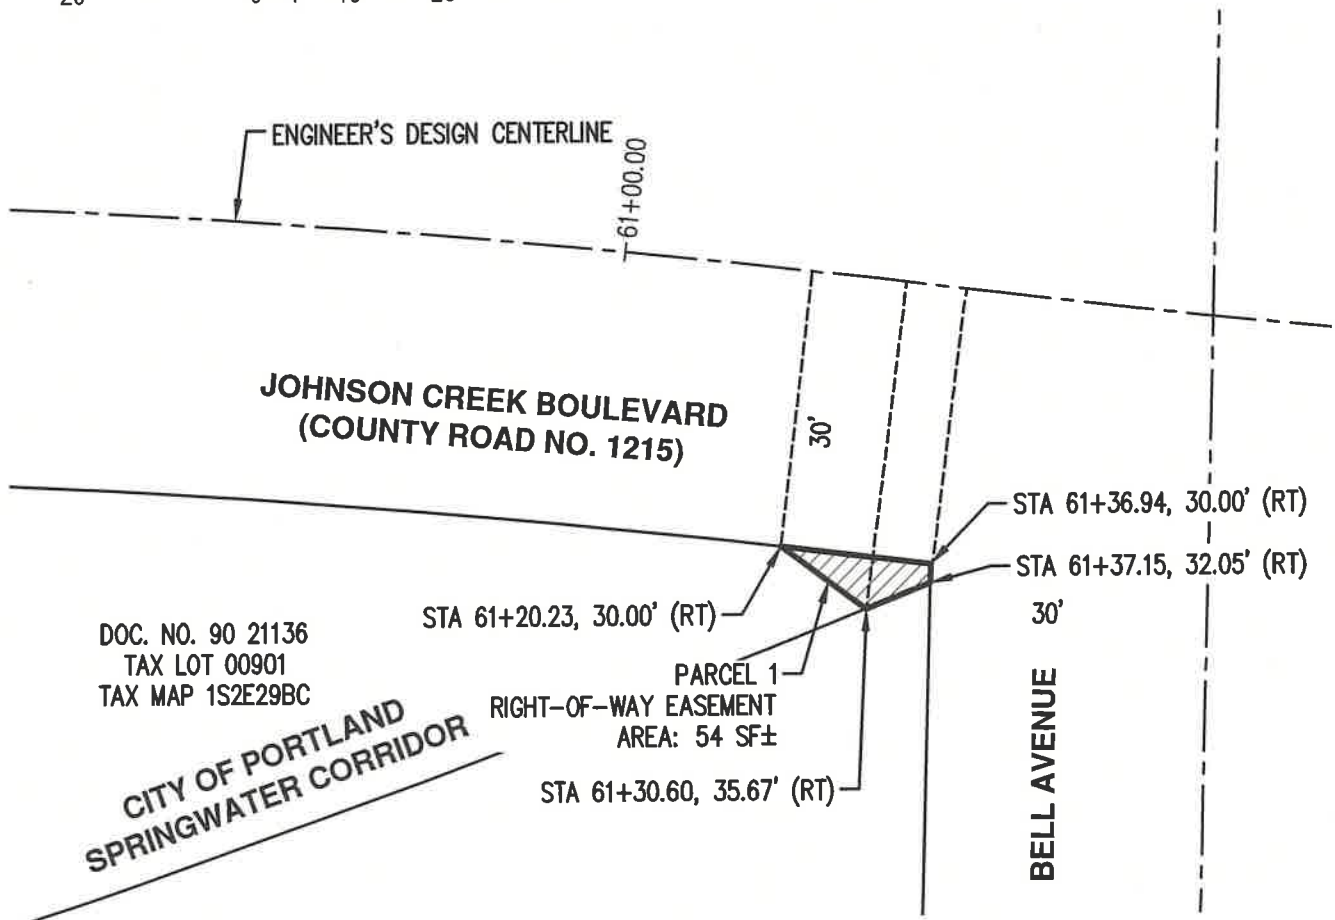 ENGINEER'S DESIGN CENTERLINE
61+00.00
JOHNSON CREEK BOULEVARD
(COUNTY ROAD NO. 1215)
30'
STA 61+36.94, 30.00' (RT)
STA 61+37.15, 32.05' (RT)
STA 61+20.23, 30.00' (RT)
30'
DOC. NO. 90 21136
TAX LOT 00901
TAX MAP 1S2E29BC
PARCEL 1
RIGHT-OF-WAY EASEMENT
AREA: 54 SF±
STA 61+30.60, 35.67' (RT)
CITY OF PORTLAND
SPRINGWATER CORRIDOR
BELL AVENUE